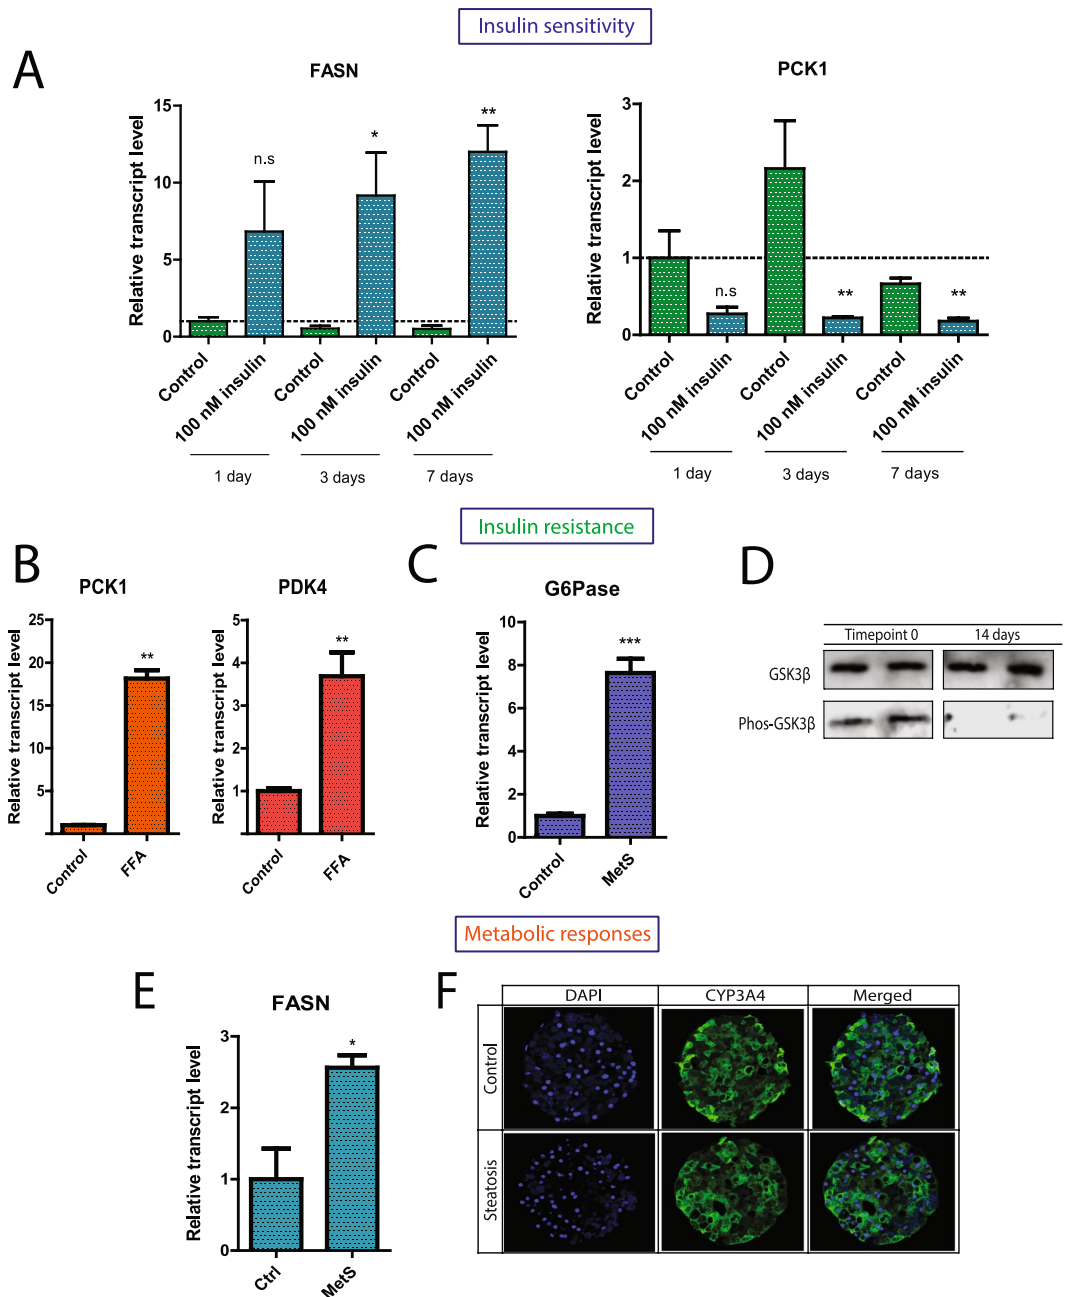 Insulin sensitivity
A
FASN
Relative transcript level
15
10
5
0
n.s
*
**
Control
100 nM insulin
Control
100 nM insulin
Control
100 nM insulin
1 day
3 days
7 days
PCK1
Relative transcript level
3
2
1
0
n.s
**
**
Control
100 nM insulin
Control
100 nM insulin
Control
100 nM insulin
1 day
3 days
7 days
Insulin resistance
B
PCK1
Relative transcript level
25
20
15
10
5
**
Control
FFA
PDK4
Relative transcript level
5
4
3
2
1
0
**
Control
FFA
C
G6Pase
Relative transcript level
10
8
6
4
2
0
***
Control
MetS
D
Timepoint 0
14 days
GSK3β
Phos-GSK3β
Metabolic responses
E
FASN
Relative transcript level
3
2
1
0
*
Ctrl
MetS
F
DAPI
CYP3A4
Merged
Control
Steatosis